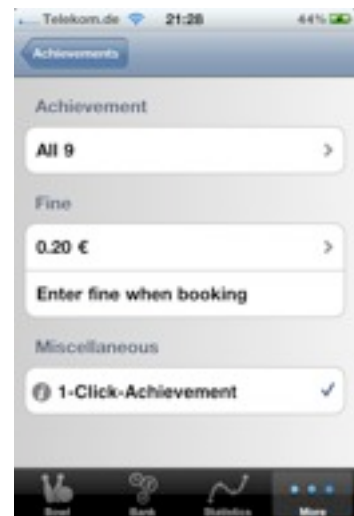 Telekom.de 21:28 44%
Achievements
Achievement
All 9
Fine
0.20 €
Enter fine when booking
Miscellaneous
1-Click-Achievement
Bowl Bank Statistics More